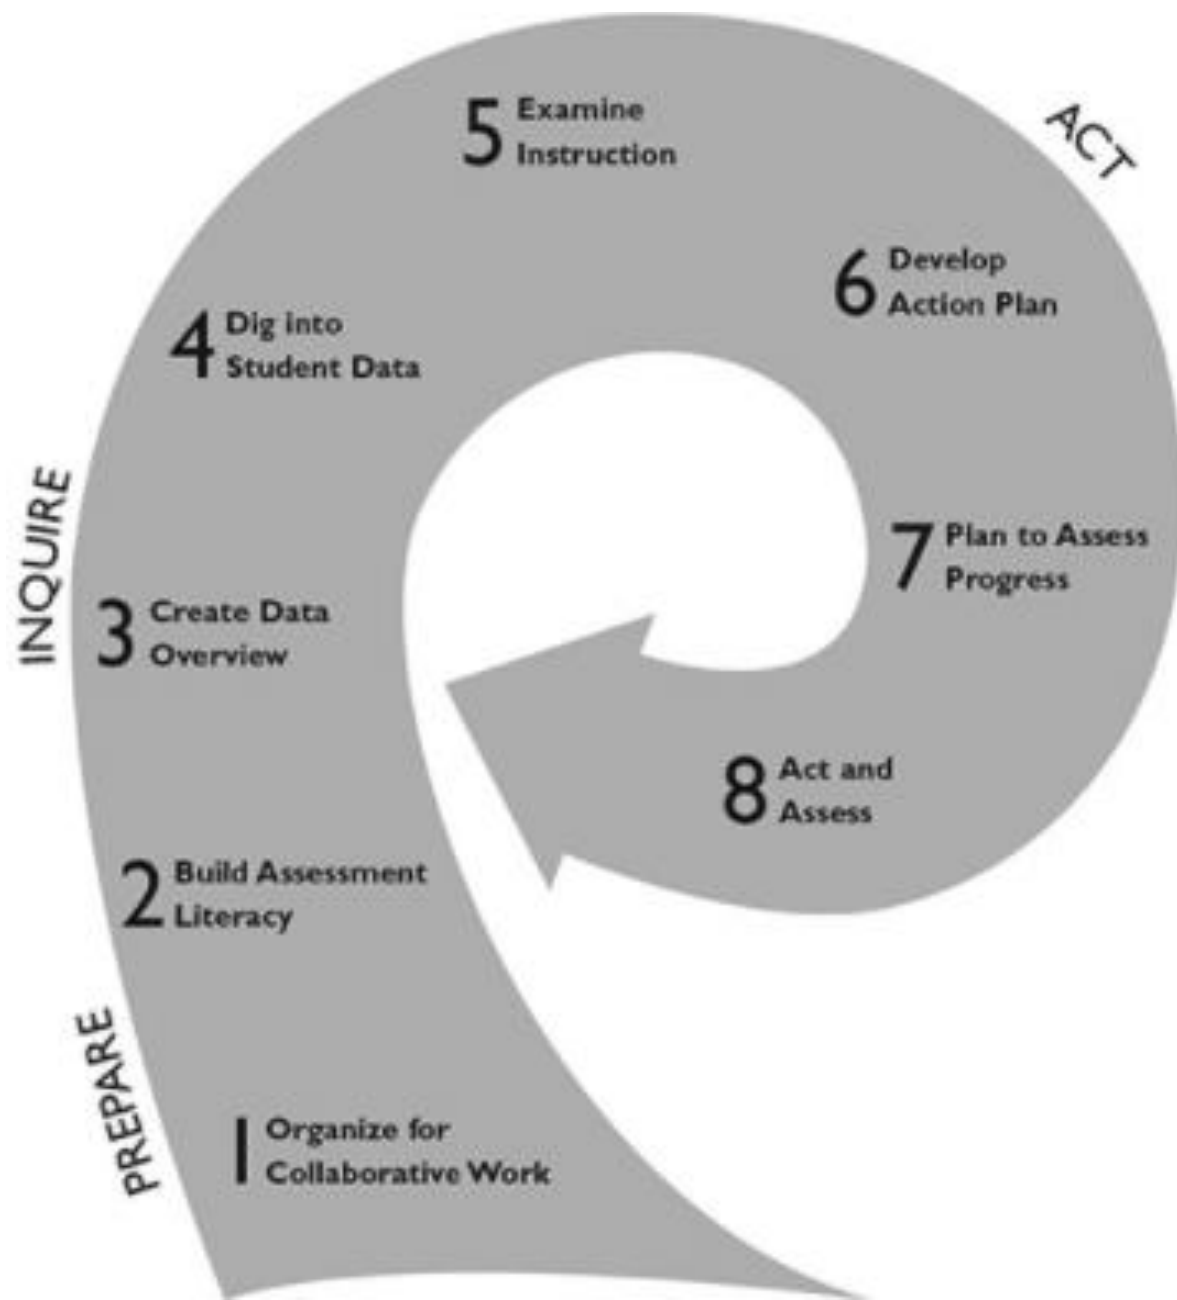 PREPARE
1 Organize for
Collaborative Work
2 Build Assessment
Literacy
INQUIRE
3 Create Data
Overview
4 Dig into
Student Data
5 Examine
Instruction
ACT
6 Develop
Action Plan
7 Plan to Assess
Progress
8 Act and
Assess